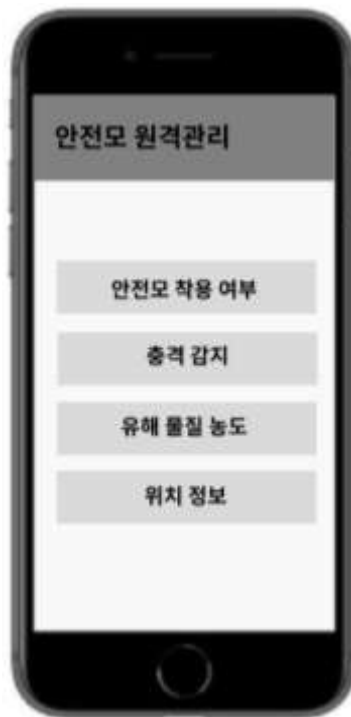 안전모 원격관리
안전모 착용 여부
충격 감지
유해 물질 농도
위치 정보